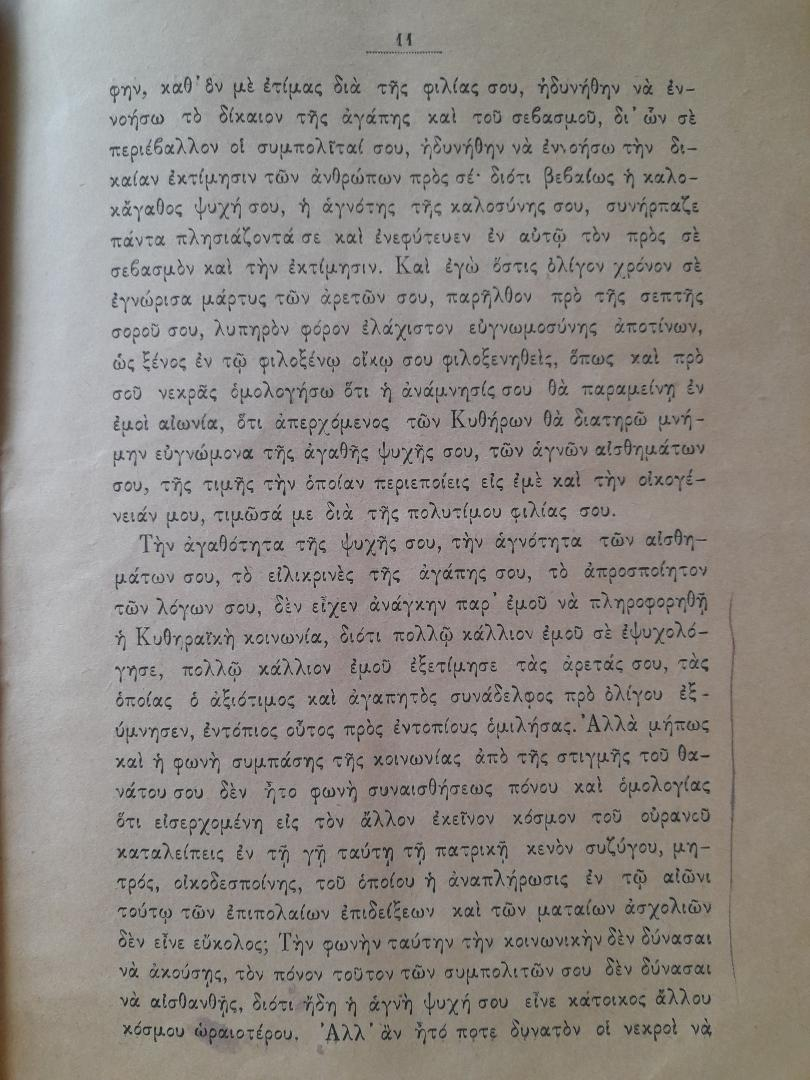 11
φην, καθ’ ὃν μὲ ἐτίμας διὰ τῆς φιλίας σου, ἠδυνήθην νὰ ἐν-
νοήσω τὸ δίκαιον τῆς ἀγάπης καὶ τοῦ σεβασμοῦ, δι’ ὧν σὲ
περιέβαλλον οἱ συμπολῖταί σου, ἠδυνήθην νὰ ἐννοήσω τὴν δι-
καίαν ἐκτίμησιν τῶν ἀνθρώπων πρὸς σέ· διότι βεβαίως ἡ καλο-
κἄγαθος ψυχή σου, ἡ ἁγνότης τῆς καλοσύνης σου, συνήρπαζε
πάντα πλησιάζοντά σε καὶ ἐνεφύτευεν ἐν αὐτῷ τὸν πρὸς σὲ
σεβασμὸν καὶ τὴν ἐκτίμησιν. Καὶ ἐγὼ ὅστις ὀλίγον χρόνον σὲ
ἐγνώρισα μάρτυς τῶν ἀρετῶν σου, παρῆλθον πρὸ τῆς σεπτῆς
σοροῦ σου, λυπηρὸν φόρον ἐλάχιστον εὐγνωμοσύνης ἀποτίνων,
ὡς ξένος ἐν τῷ φιλοξένῳ οἴκῳ σου φιλοξενηθεὶς, ὅπως καὶ πρὸ
σοῦ νεκρᾶς ὁμολογήσω ὅτι ἡ ἀνάμνησίς σου θὰ παραμείνῃ ἐν
ἐμοὶ αἰωνία, ὅτι ἀπερχόμενος τῶν Κυθήρων θὰ διατηρῶ μνή-
μην εὐγνώμονα τῆς ἀγαθῆς ψυχῆς σου, τῶν ἁγνῶν αἰσθημάτων
σου, τῆς τιμῆς τὴν ὁποίαν περιεποίεις εἰς ἐμὲ καὶ τὴν οἰκογέ-
νειάν μου, τιμῶσά με διὰ τῆς πολυτίμου φιλίας σου.
Τὴν ἀγαθότητα τῆς ψυχῆς σου, τὴν ἁγνότητα τῶν αἰσθη-
μάτων σου, τὸ εἰλικρινὲς τῆς ἀγάπης σου, τὸ ἀπροσποίητον
τῶν λόγων σου, δὲν εἶχεν ἀνάγκην παρ’ ἐμοῦ νὰ πληροφορηθῇ
ἡ Κυθηραϊκὴ κοινωνία, διότι πολλῷ κάλλιον ἐμοῦ σὲ ἐψυχολό-
γησε, πολλῷ κάλλιον ἐμοῦ ἐξετίμησε τὰς ἀρετάς σου, τὰς
ὁποίας ὁ ἀξιότιμος καὶ ἀγαπητὸς συνάδελφος πρὸ ὀλίγου ἐξ-
ύμνησεν, ἐντόπιος οὗτος πρὸς ἐντοπίους ὁμιλήσας. Ἀλλὰ μήπως
καὶ ἡ φωνὴ συμπάσης τῆς κοινωνίας ἀπὸ τῆς στιγμῆς τοῦ θα-
νάτου σου δὲν ἦτο φωνὴ συναισθήσεως πόνου καὶ ὁμολογίας
ὅτι εἰσερχομένη εἰς τὸν ἄλλον ἐκεῖνον κόσμον τοῦ οὐρανοῦ
καταλείπεις ἐν τῇ γῇ ταύτῃ τῇ πατρικῇ κενὸν συζύγου, μη-
τρός, οἰκοδεσποίνης, τοῦ ὁποίου ἡ ἀναπλήρωσις ἐν τῷ αἰῶνι
τούτῳ τῶν ἐπιπολαίων ἐπιδείξεων καὶ τῶν ματαίων ἀσχολιῶν
δὲν εἶνε εὔκολος; Τὴν φωνὴν ταύτην τὴν κοινωνικὴν δὲν δύνασαι
νὰ ἀκούσῃς, τὸν πόνον τοῦτον τῶν συμπολιτῶν σου δὲν δύνασαι
νὰ αἰσθανθῇς, διότι ἤδη ἡ ἁγνὴ ψυχή σου εἶνε κάτοικος ἄλλου
κόσμου ὡραιοτέρου. Ἀλλ’ ἂν ἦτό ποτε δυνατὸν οἱ νεκροὶ νὰ